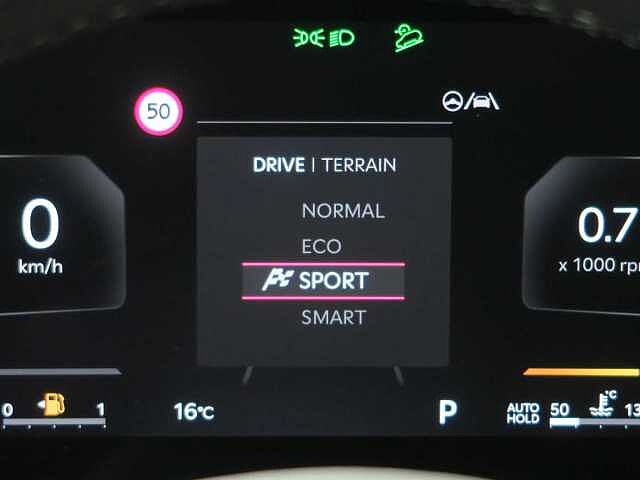 50
DRIVE | TERRAIN
NORMAL
0
0.7
ECO
km/h
x 1000 rp
SPORT
SMART
0
1
16°C
P
AUTO
HOLD
50
°C
13